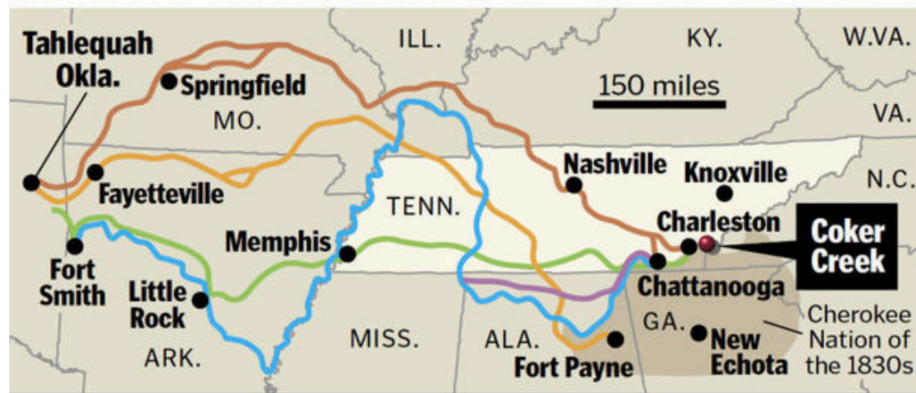 ILL.
KY.
W.VA.
Tahlequah
Okla.
Springfield
150 miles
MO.
VA.
Nashville
Knoxville
N.C.
Fayetteville
TENN.
Charleston
Coker
Creek
Memphis
Fort
Smith
Little
Rock
Chattanooga
Cherokee
Nation of
the 1830s
GA.
MISS.
ALA.
New
Echota
ARK.
Fort Payne